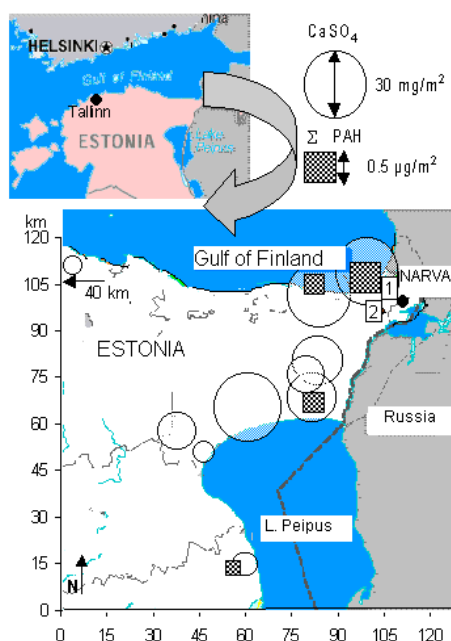 HELSINKI
Gulf of Finland
Tallinn
ESTONIA
Lake Peipus
CaSO4
30 mg/m²
Σ PAH
0.5 µg/m²
km
120
105
90
75
60
45
30
15
0
Gulf of Finland
NARVA
1
2
40 km
ESTONIA
Russia
L. Peipus
N
0 15 30 45 60 75 90 105 120